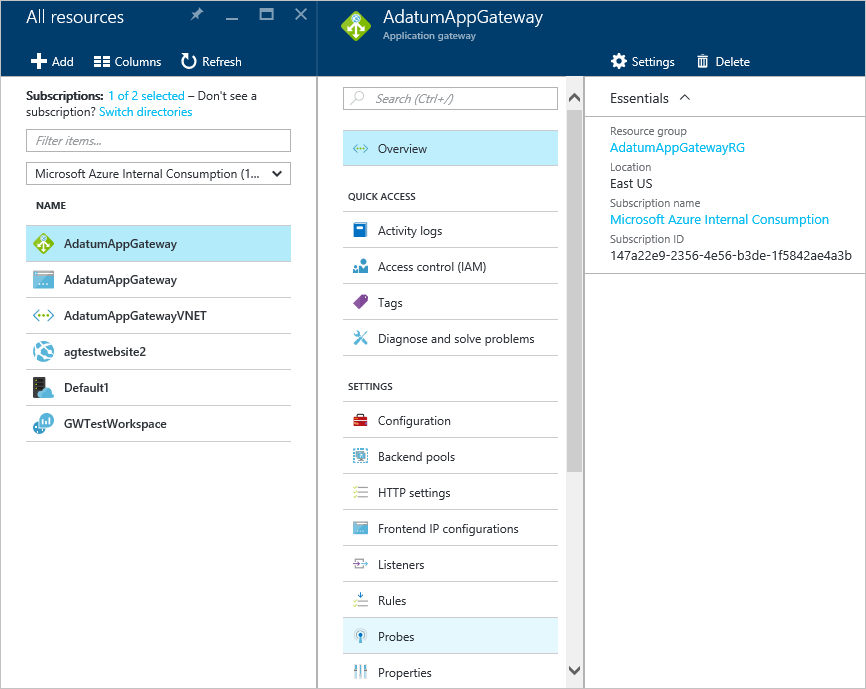 All resources
Add
Columns
Refresh
Subscriptions: 1 of 2 selected – Don't see a
subscription? Switch directories
Filter items...
Microsoft Azure Internal Consumption (1...
NAME
AdatumAppGateway
AdatumAppGateway
AdatumAppGatewayVNET
agtestwebsite2
Default1
GWTestWorkspace
AdatumAppGateway
Application gateway
Search (Ctrl+/)
Overview
QUICK ACCESS
Activity logs
Access control (IAM)
Tags
Diagnose and solve problems
SETTINGS
Configuration
Backend pools
HTTP settings
Frontend IP configurations
Listeners
Rules
Probes
Properties
Settings
Delete
Essentials
Resource group
AdatumAppGatewayRG
Location
East US
Subscription name
Microsoft Azure Internal Consumption
Subscription ID
147a22e9-2356-4e56-b3de-1f5842ae4a3b